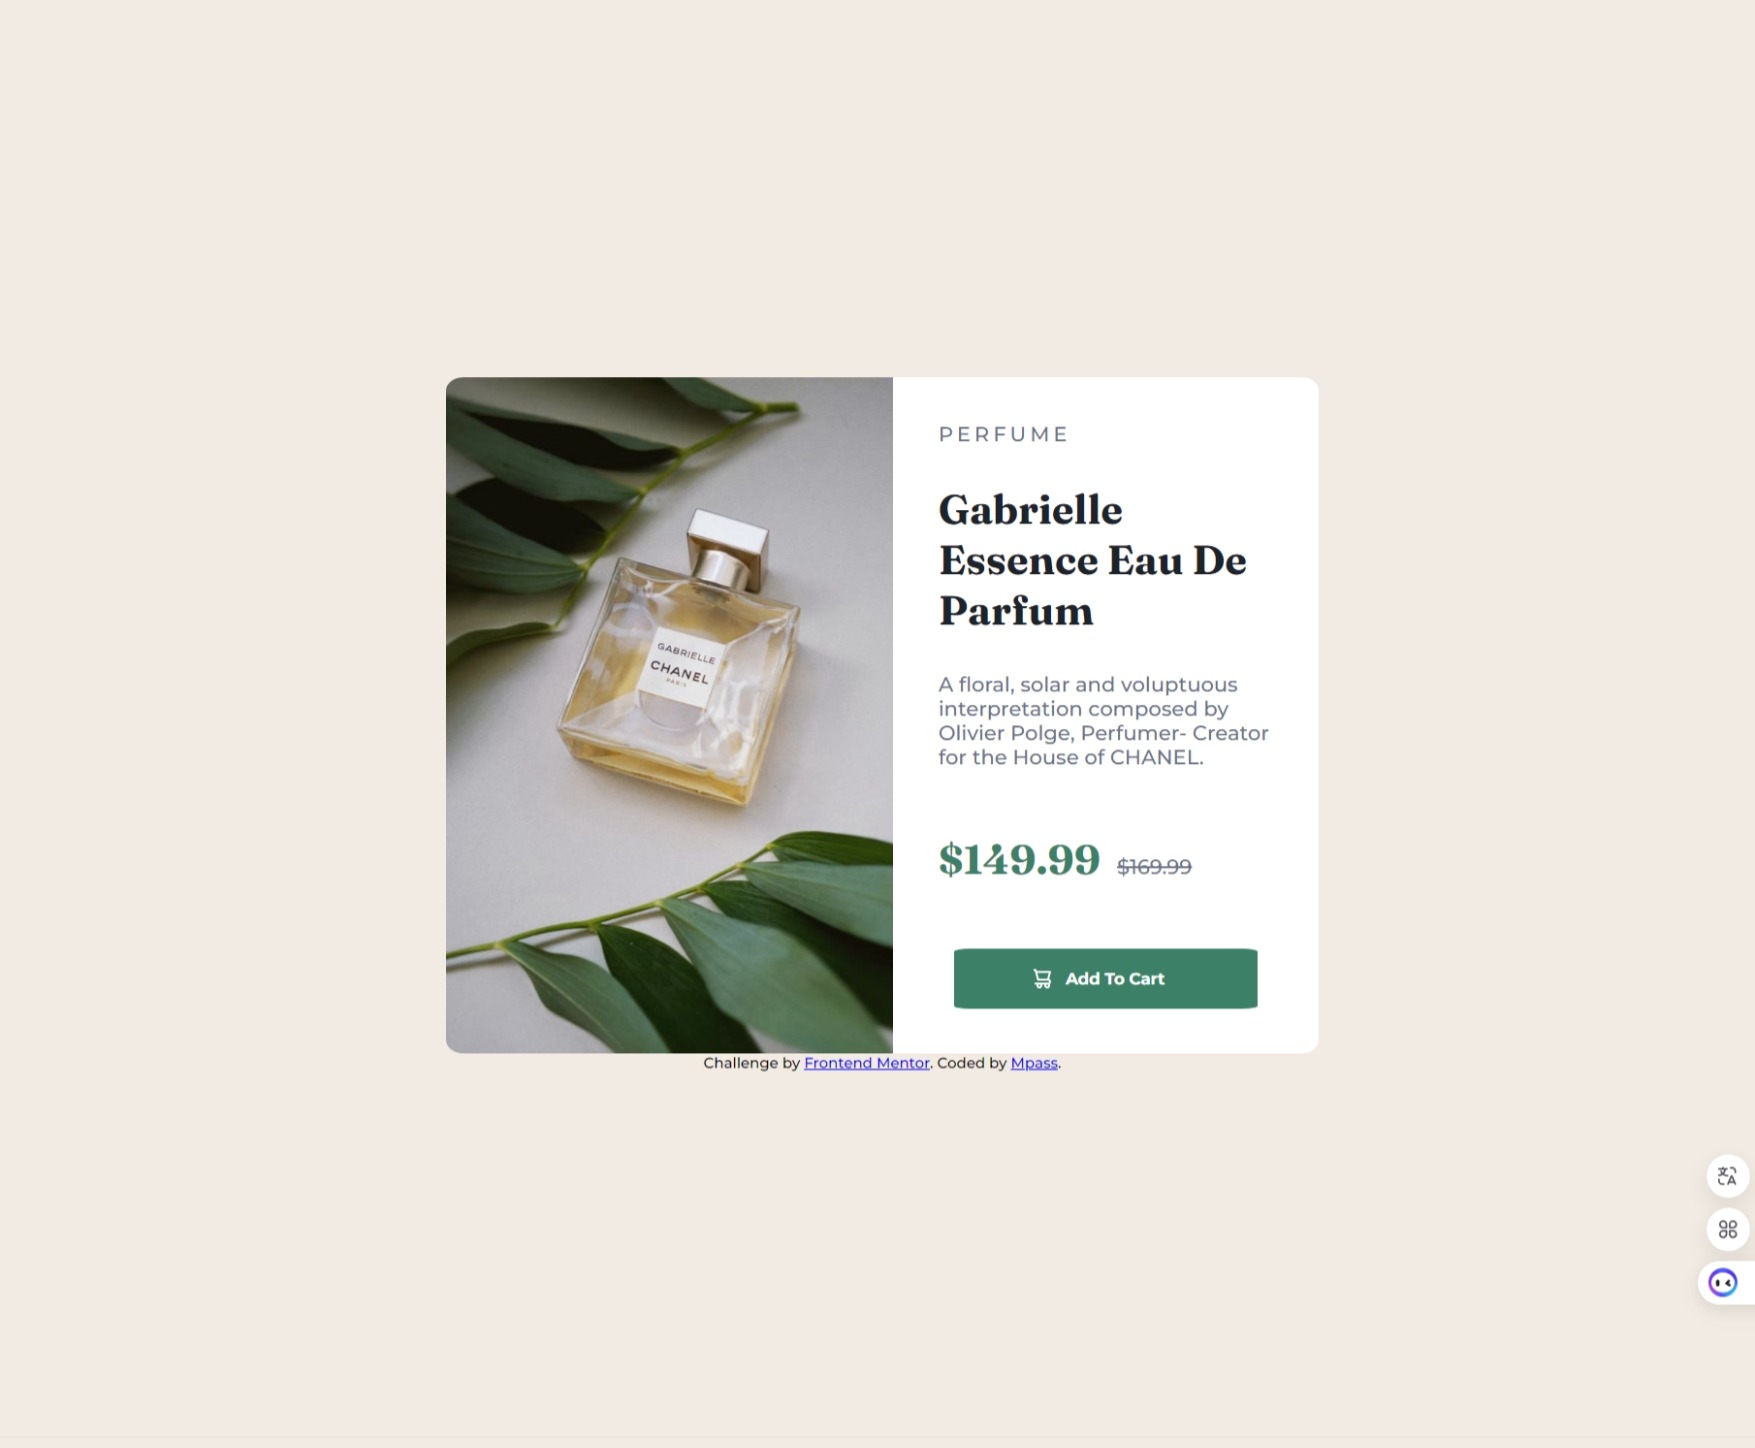 PERFUME
Gabrielle
Essence Eau De
Parfum
GABRIELLE
CHANEL
PARIS
A floral, solar and voluptuous
interpretation composed by
Olivier Polge, Perfumer- Creator
for the House of CHANEL.
$149.99 $169.99
Add To Cart
Challenge by Frontend Mentor. Coded by Mpass.